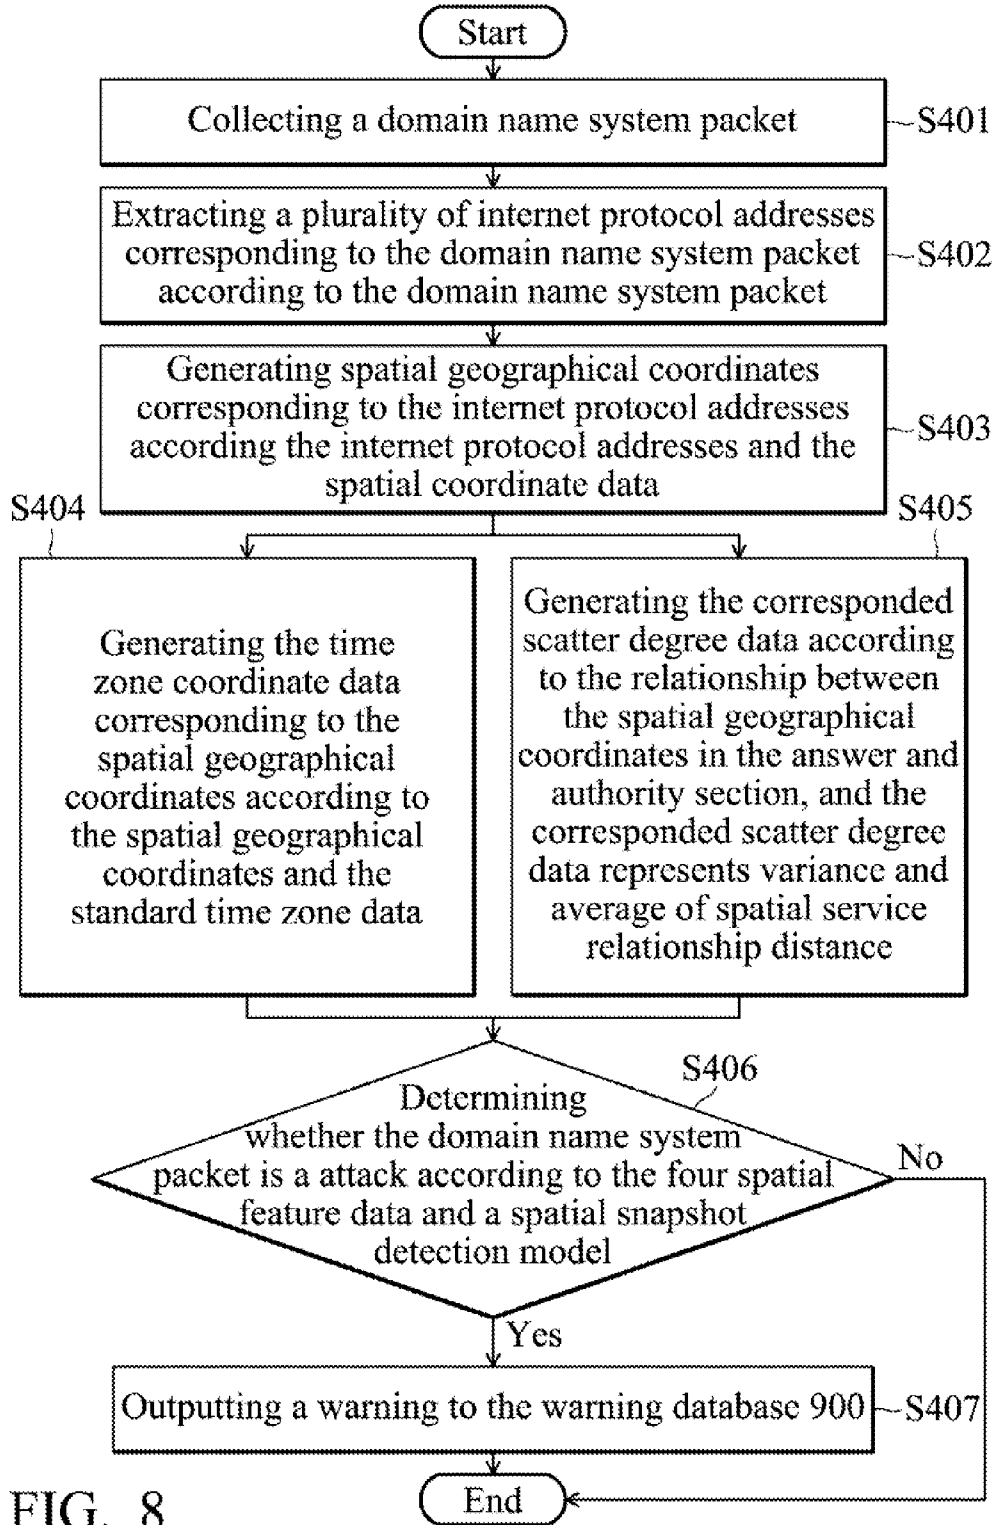 Start
Collecting a domain name system packet
S401
Extracting a plurality of internet protocol addresses
corresponding to the domain name system packet
according to the domain name system packet
S402
Generating spatial geographical coordinates
corresponding to the internet protocol addresses
according the internet protocol addresses and the
spatial coordinate data
S403
S404
Generating the time
zone coordinate data
corresponding to the
spatial geographical
coordinates according to
the spatial geographical
coordinates and the
standard time zone data
S405
Generating the corresponded
scatter degree data according
to the relationship between
the spatial geographical
coordinates in the answer and
authority section, and the
corresponded scatter degree
data represents variance and
average of spatial service
relationship distance
S406
Determining
whether the domain name system
packet is a attack according to the four spatial
feature data and a spatial snapshot
detection model
No
Yes
Outputting a warning to the warning database 900
S407
End
FIG. 8